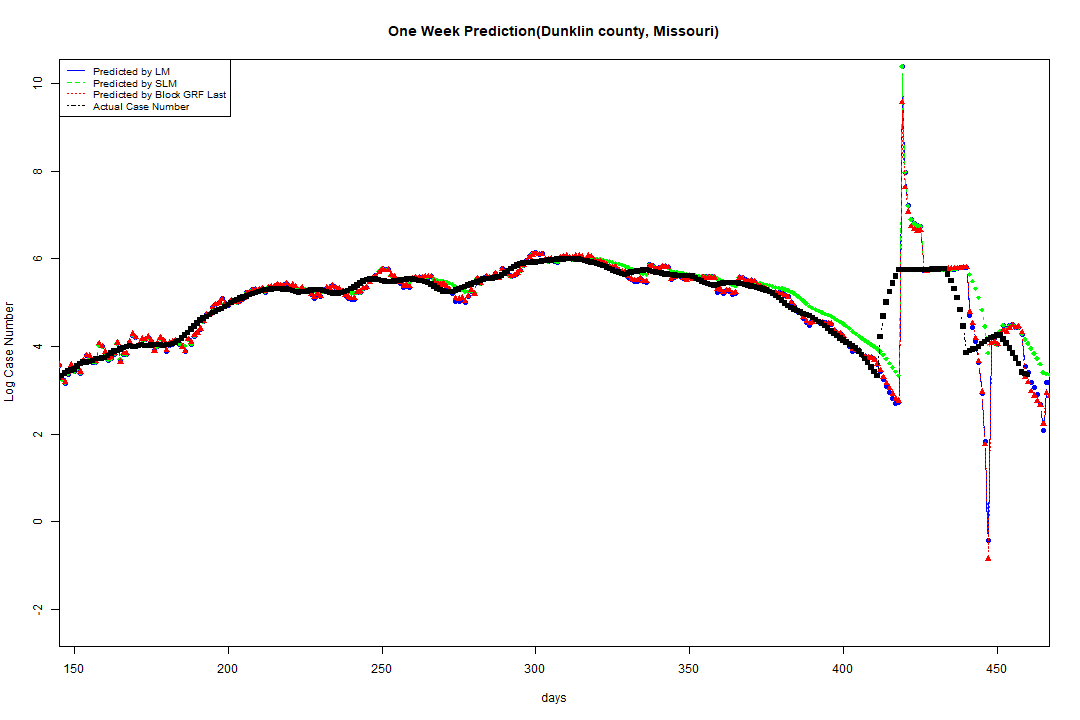 One Week Prediction(Dunklin county, Missouri)
Predicted by LM
Predicted by SLM
Predicted by Block GRF Last
Actual Case Number
10
8
6
4
2
0
-2
Log Case Number
150 200 250 300 350 400 450
days